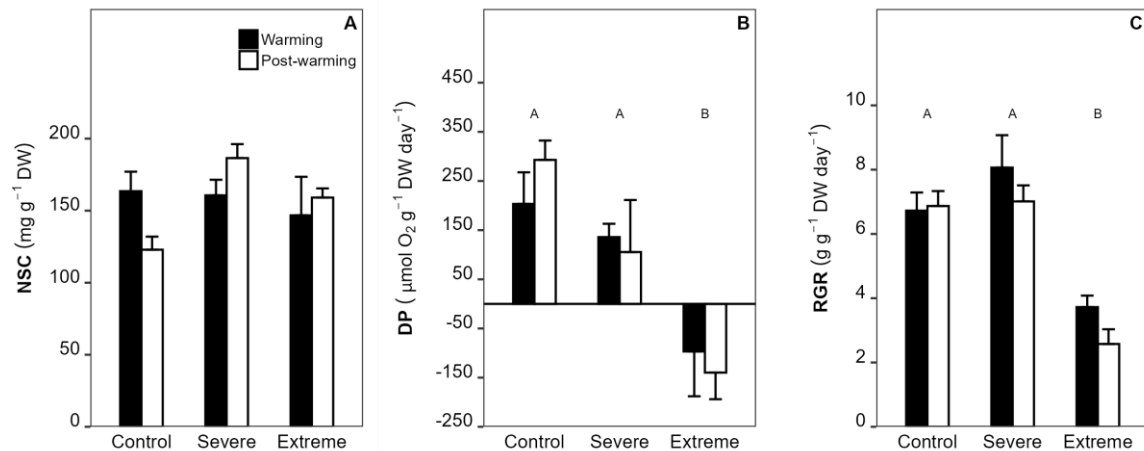 A
Warming
Post-warming
NSC (mg g⁻¹ DW)
200
150
100
50
0
Control Severe Extreme
B
DP ( μmol O₂ g⁻¹ DW day⁻¹)
450
350
250
150
50
-50
-150
-250
A A B
Control Severe Extreme
C
RGR (g g⁻¹ DW day⁻¹)
10
8
6
4
2
0
A A B
Control Severe Extreme